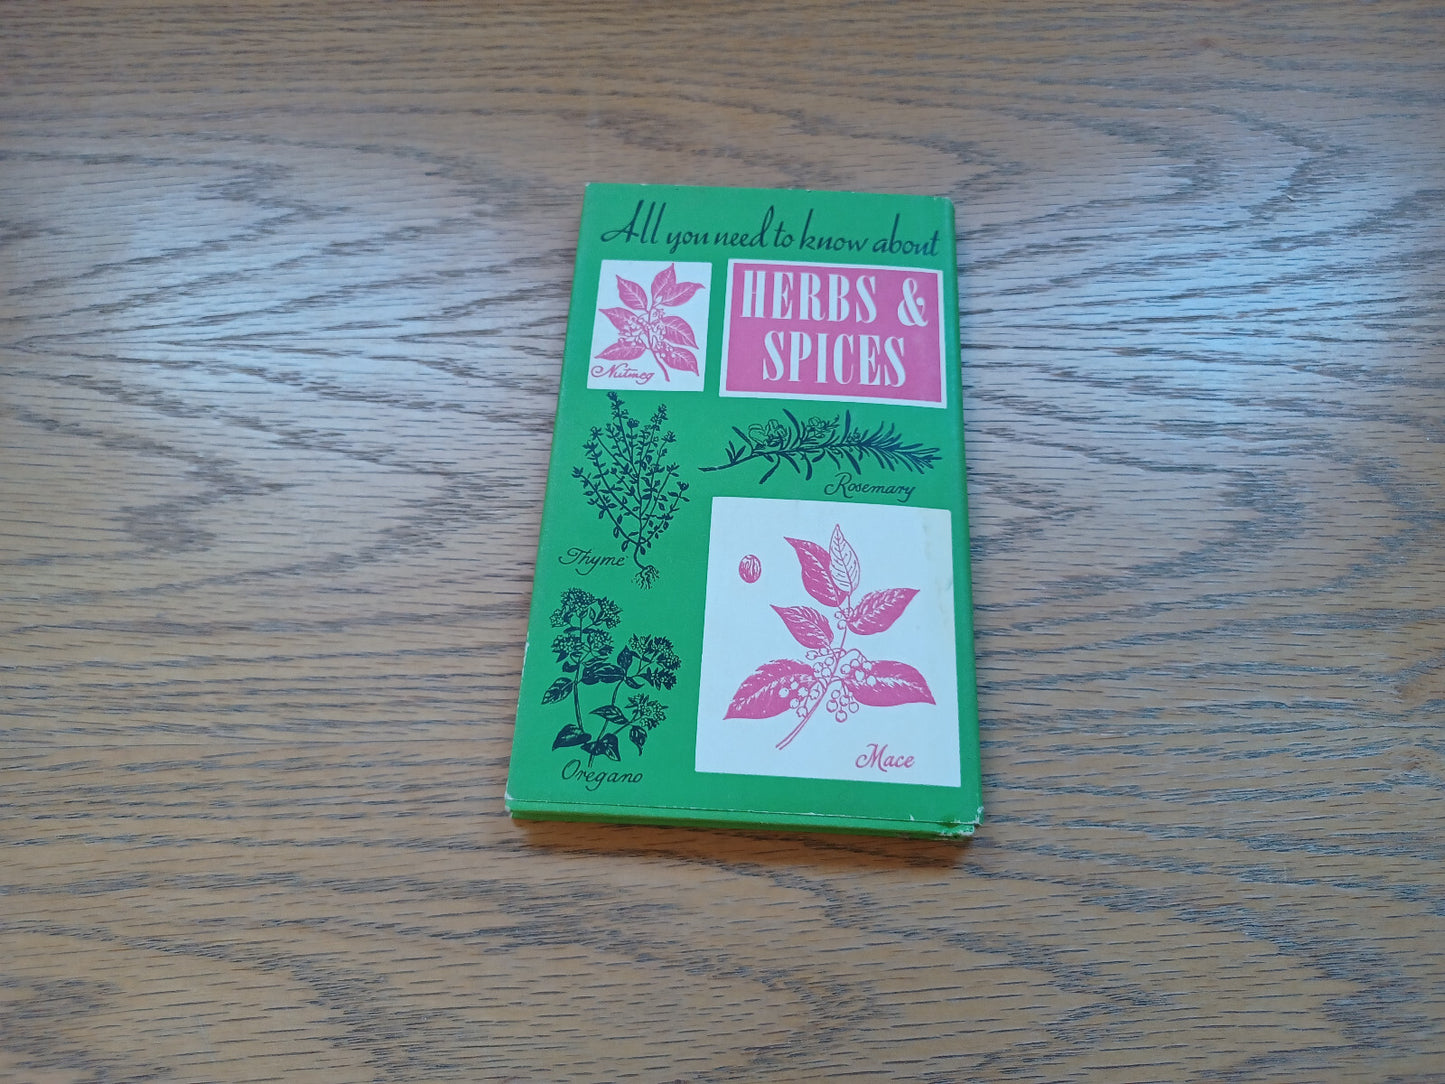 All you need to know about
HERBS &
SPICES
Nutmeg
Rosemary
Thyme
Mace
Oregano